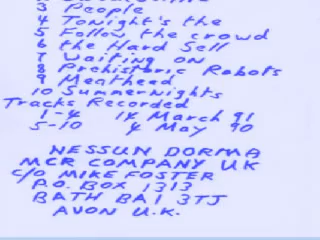 3 People
4 Tonight's the
5 Follow the crowd
6 the Hard Sell
7 Waiting on
8 Prehistoric Robots
9 Meathead
10 Summernights
Tracks Recorded
1-4 14 March 91
5-10 4 May 90
NESSUN DORMA
MCR COMPANY UK
C/O MIKE FOSTER
P.O. BOX 1313
BATH BA1 3TJ
AVON U.K.